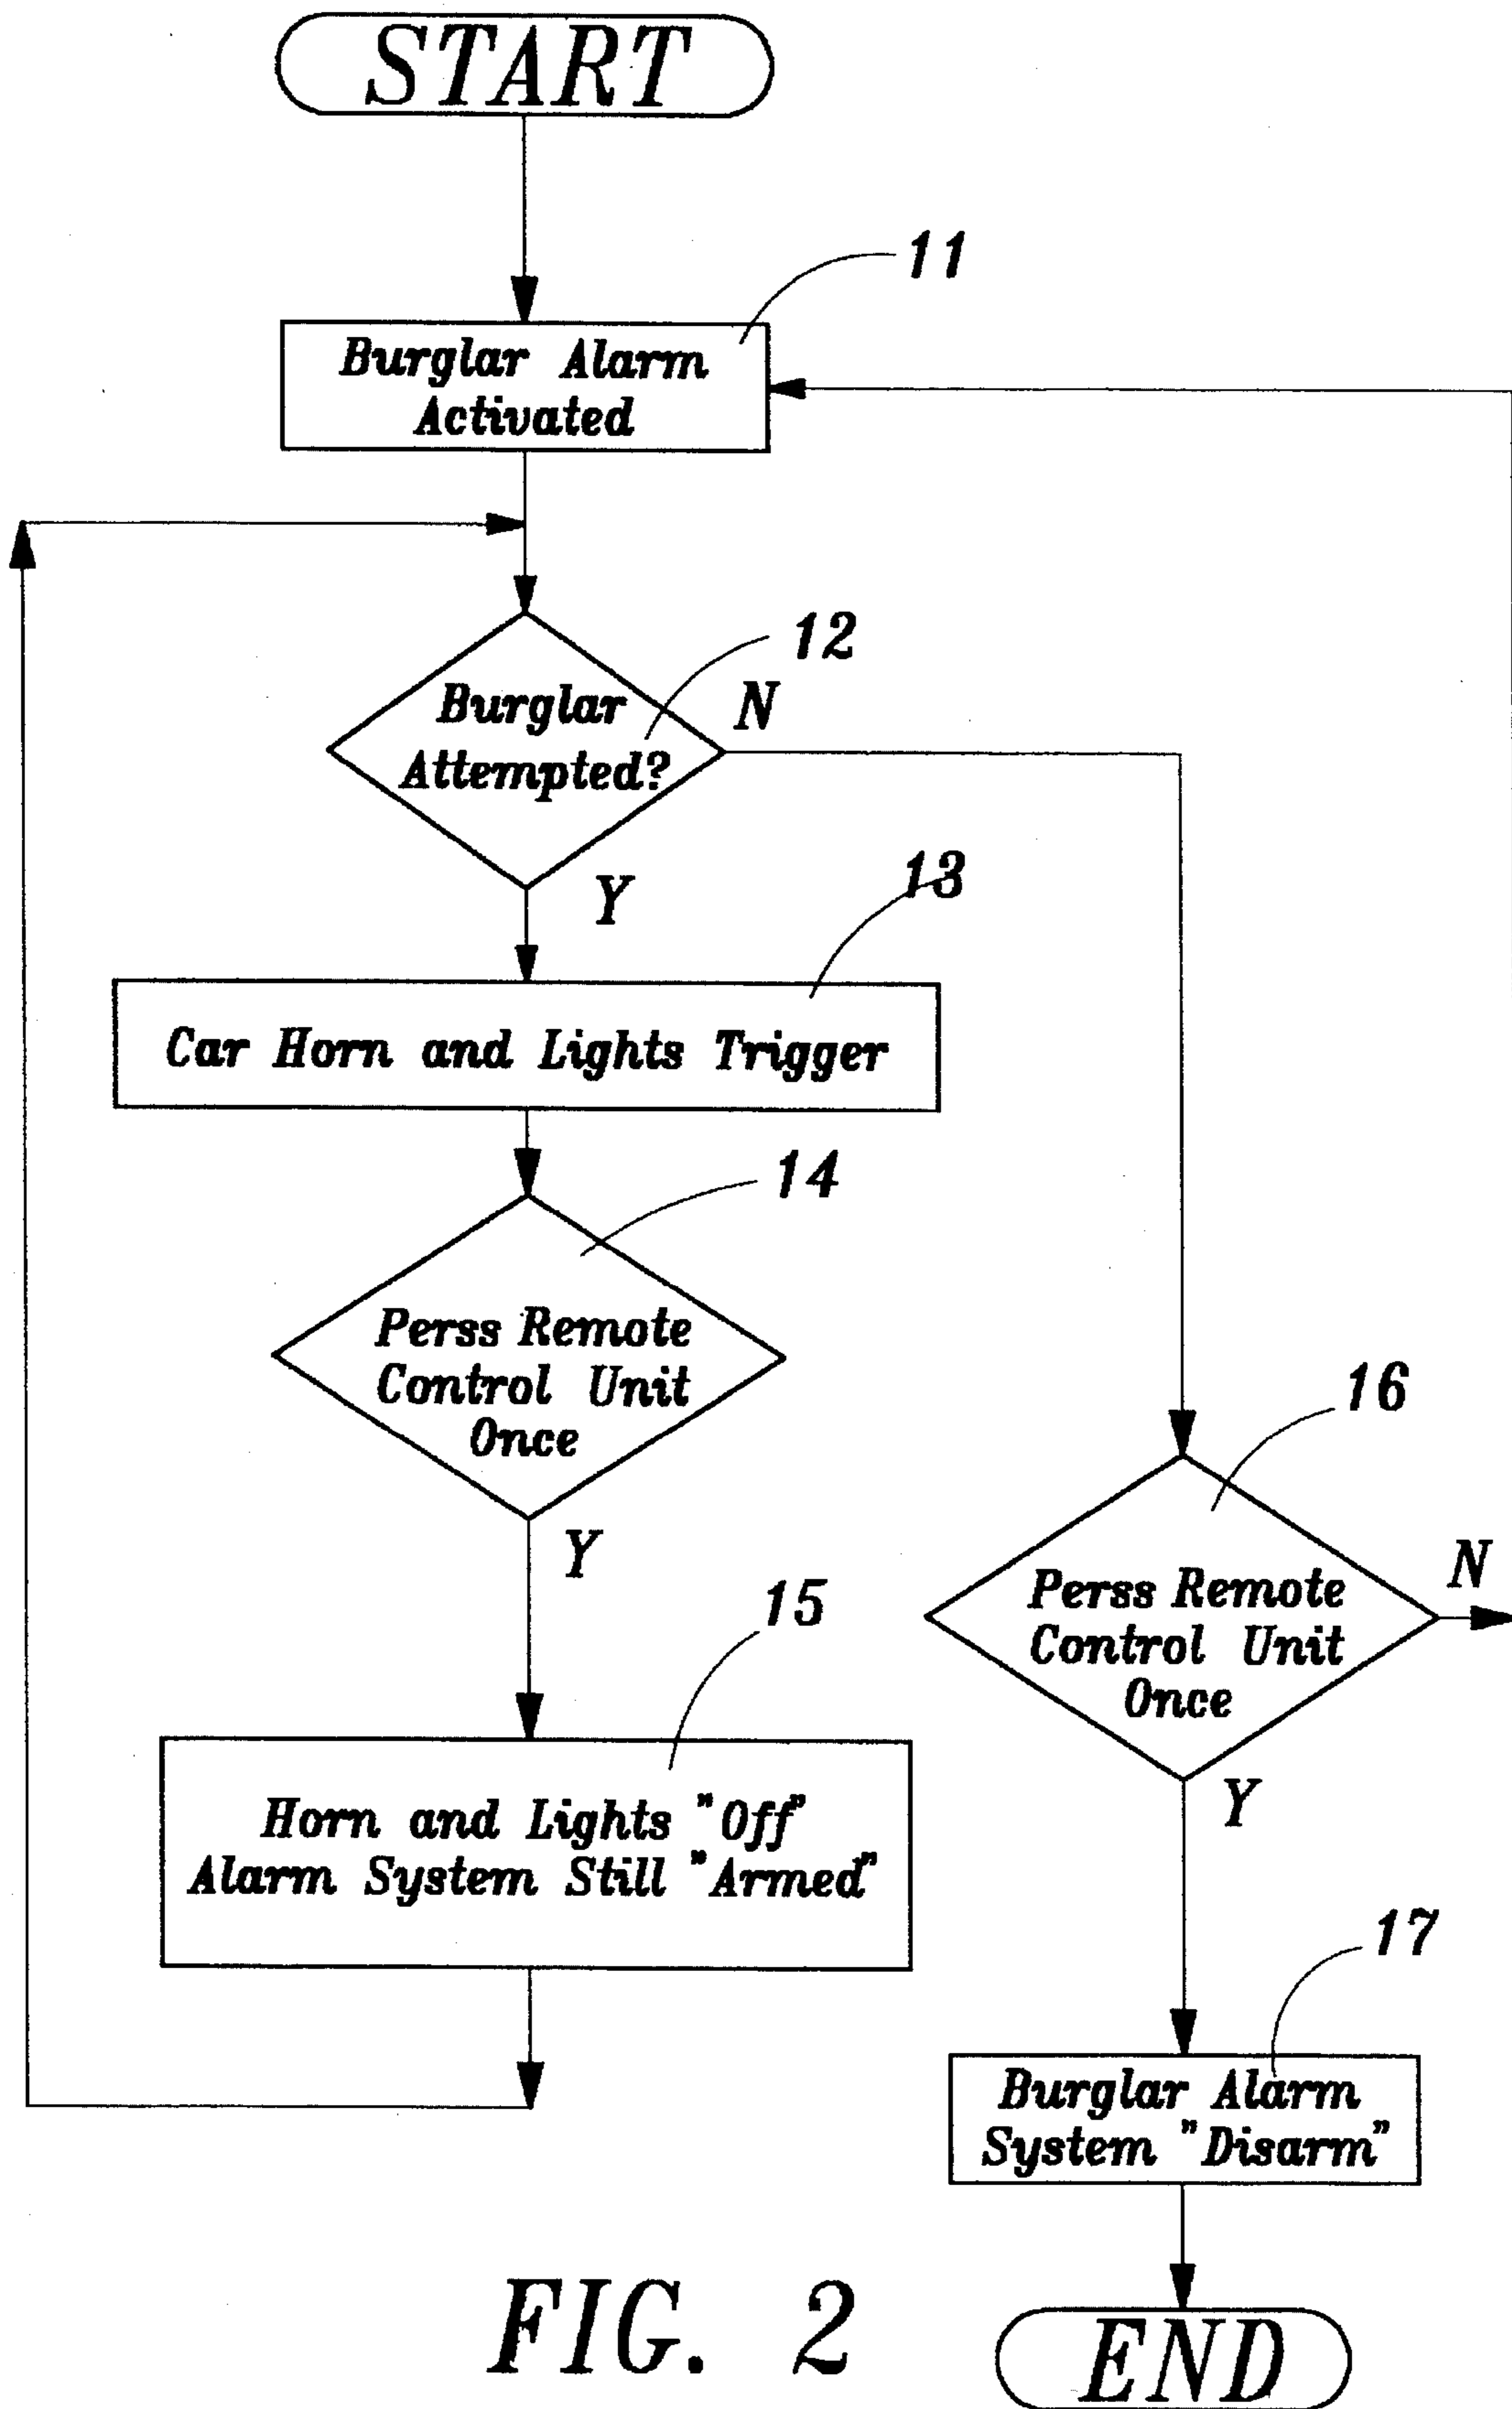 START
11
Burglar Alarm
Activated
12
Burglar
Attempted?
N
Y
13
Car Horn and Lights Trigger
14
Perss Remote
Control Unit
Once
Y
15
Horn and Lights "Off"
Alarm System Still "Armed"
16
Perss Remote
Control Unit
Once
N
Y
17
Burglar Alarm
System "Disarm"
END
FIG. 2